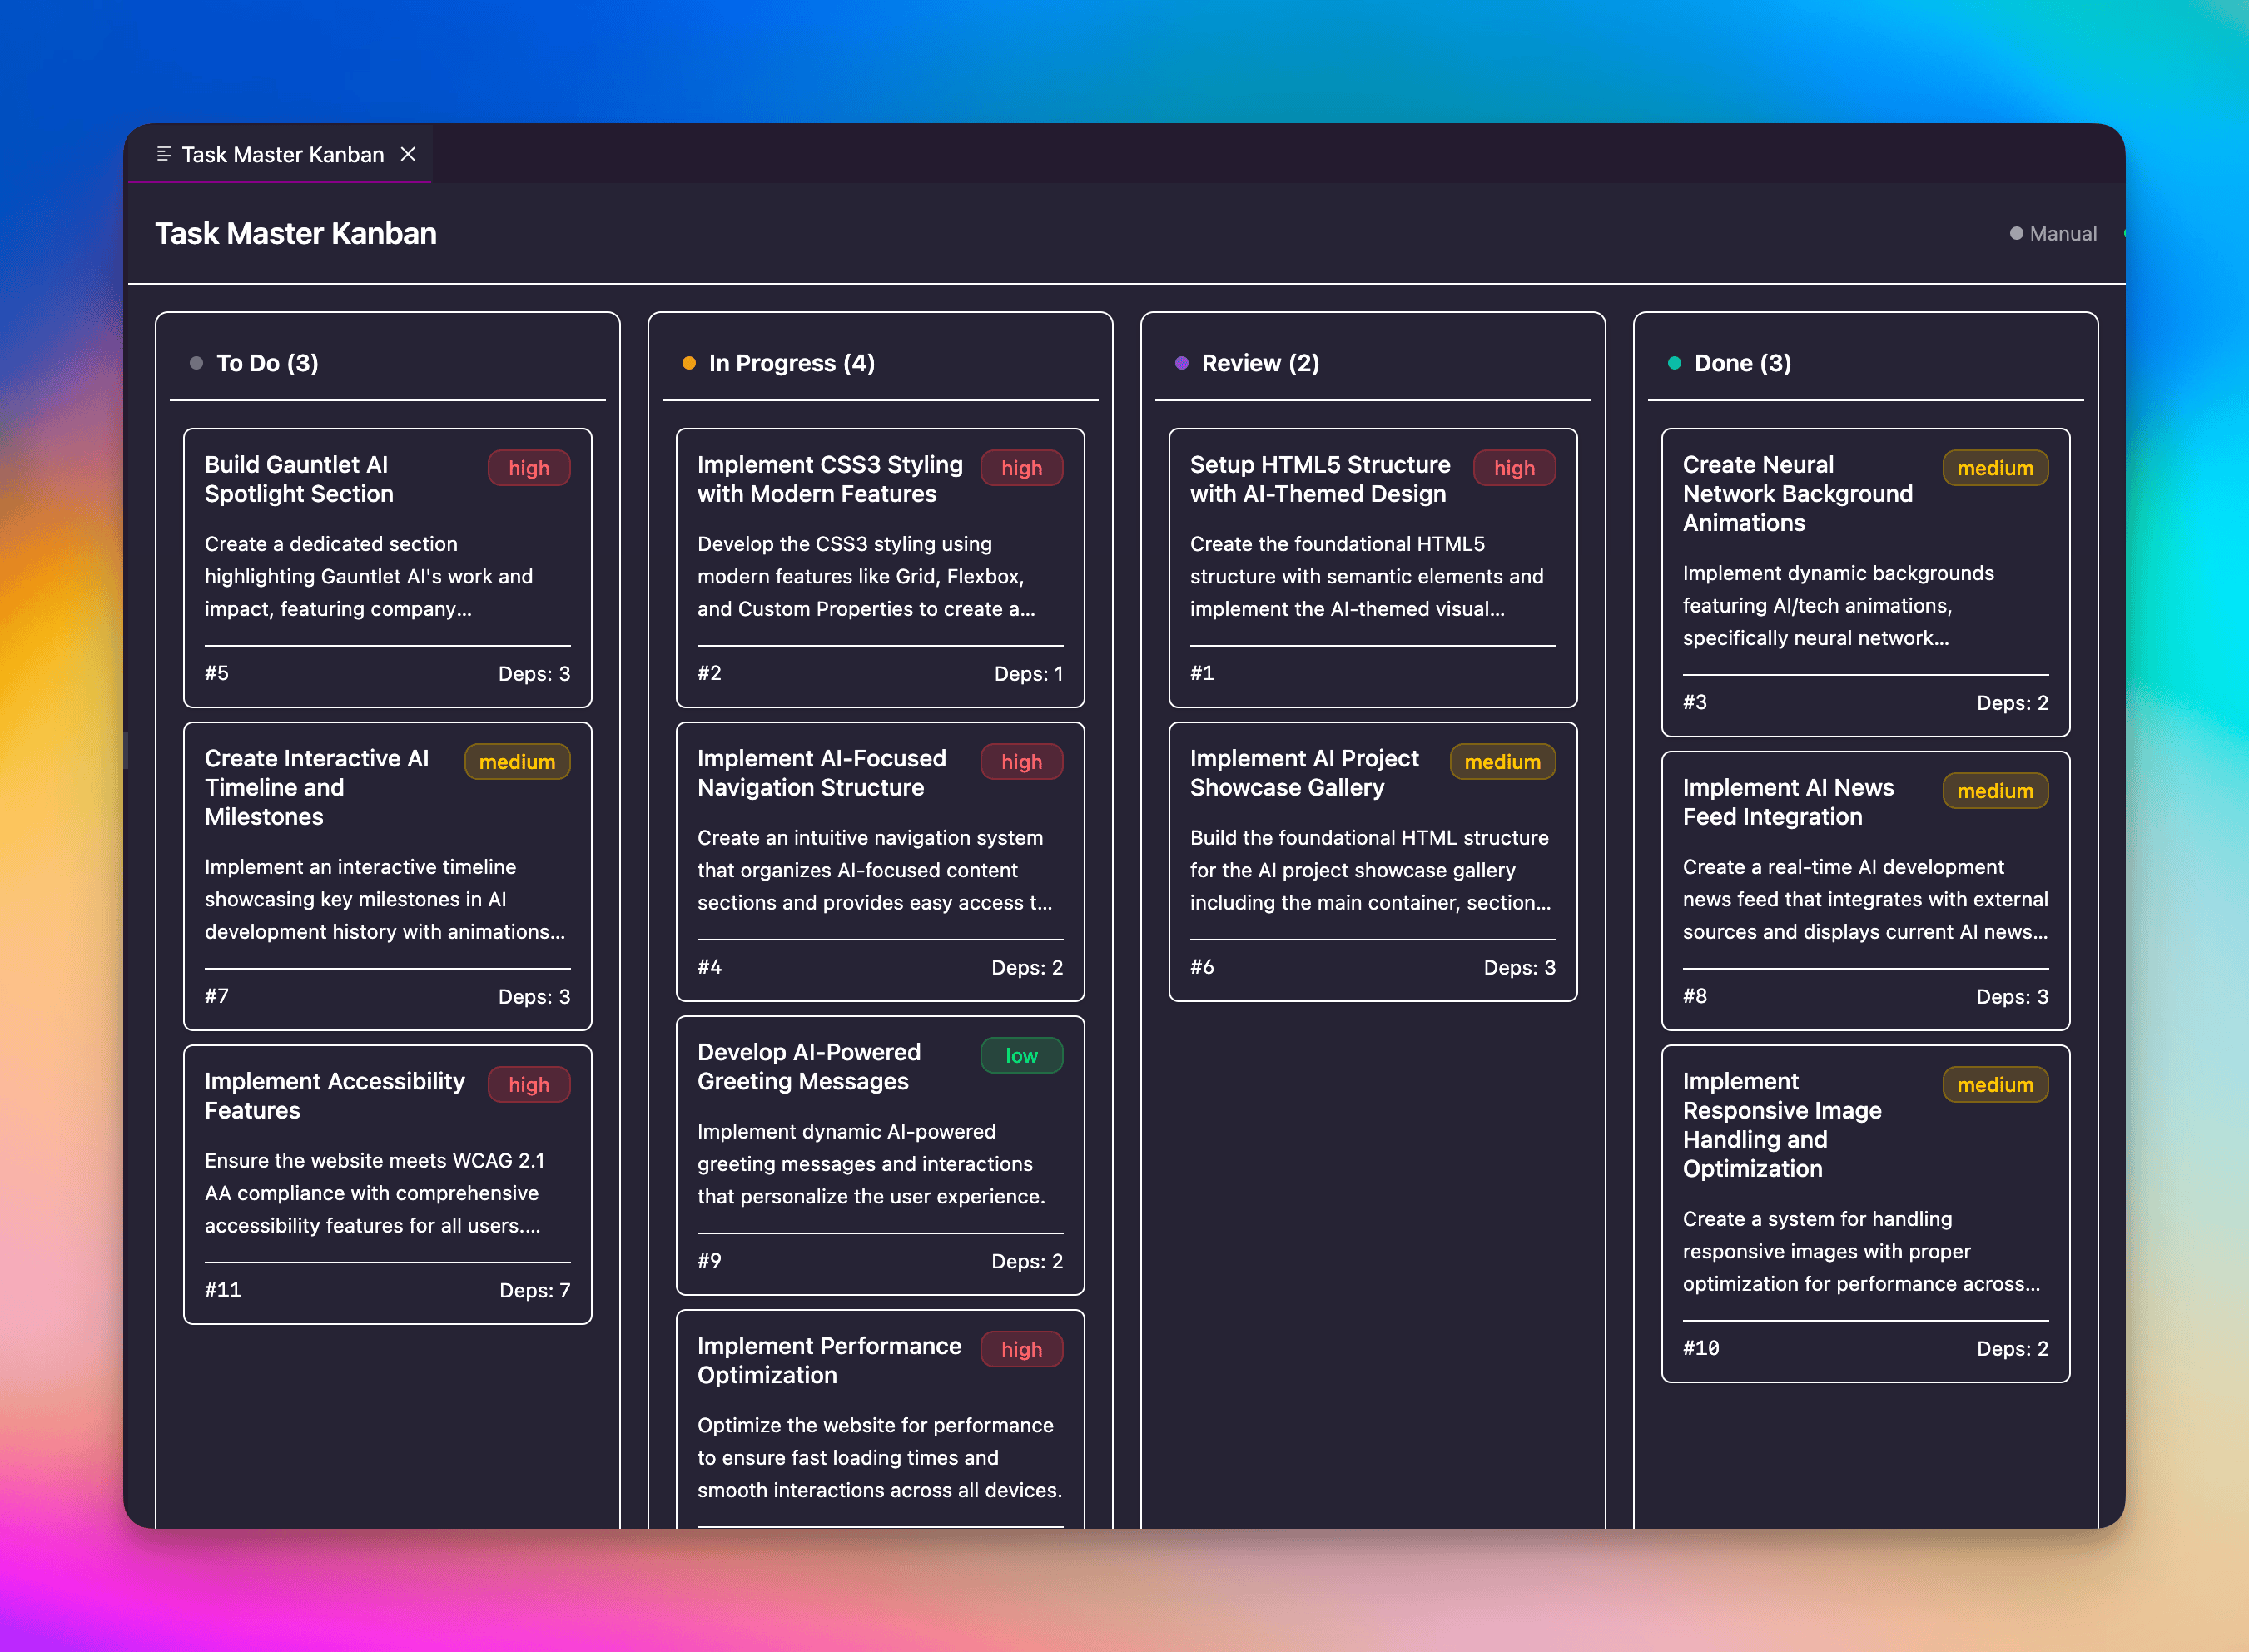 Task Master Kanban
Task Master Kanban
Manual
To Do (3)
Build Gauntlet AI
Spotlight Section
high
Create a dedicated section
highlighting Gauntlet AI's work and
impact, featuring company...
#5
Deps: 3
Create Interactive AI
Timeline and
Milestones
medium
Implement an interactive timeline
showcasing key milestones in AI
development history with animations...
#7
Deps: 3
Implement Accessibility
Features
high
Ensure the website meets WCAG 2.1
AA compliance with comprehensive
accessibility features for all users....
#11
Deps: 7
In Progress (4)
Implement CSS3 Styling
with Modern Features
high
Develop the CSS3 styling using
modern features like Grid, Flexbox,
and Custom Properties to create a...
#2
Deps: 1
Implement AI-Focused
Navigation Structure
high
Create an intuitive navigation system
that organizes AI-focused content
sections and provides easy access t...
#4
Deps: 2
Develop AI-Powered
Greeting Messages
low
Implement dynamic AI-powered
greeting messages and interactions
that personalize the user experience.
#9
Deps: 2
Implement Performance
Optimization
high
Optimize the website for performance
to ensure fast loading times and
smooth interactions across all devices.
Review (2)
Setup HTML5 Structure
with AI-Themed Design
high
Create the foundational HTML5
structure with semantic elements and
implement the AI-themed visual...
#1
Implement AI Project
Showcase Gallery
medium
Build the foundational HTML structure
for the AI project showcase gallery
including the main container, section...
#6
Deps: 3
Done (3)
Create Neural
Network Background
Animations
medium
Implement dynamic backgrounds
featuring AI/tech animations,
specifically neural network...
#3
Deps: 2
Implement AI News
Feed Integration
medium
Create a real-time AI development
news feed that integrates with external
sources and displays current AI news...
#8
Deps: 3
Implement
Responsive Image
Handling and
Optimization
medium
Create a system for handling
responsive images with proper
optimization for performance across...
#10
Deps: 2